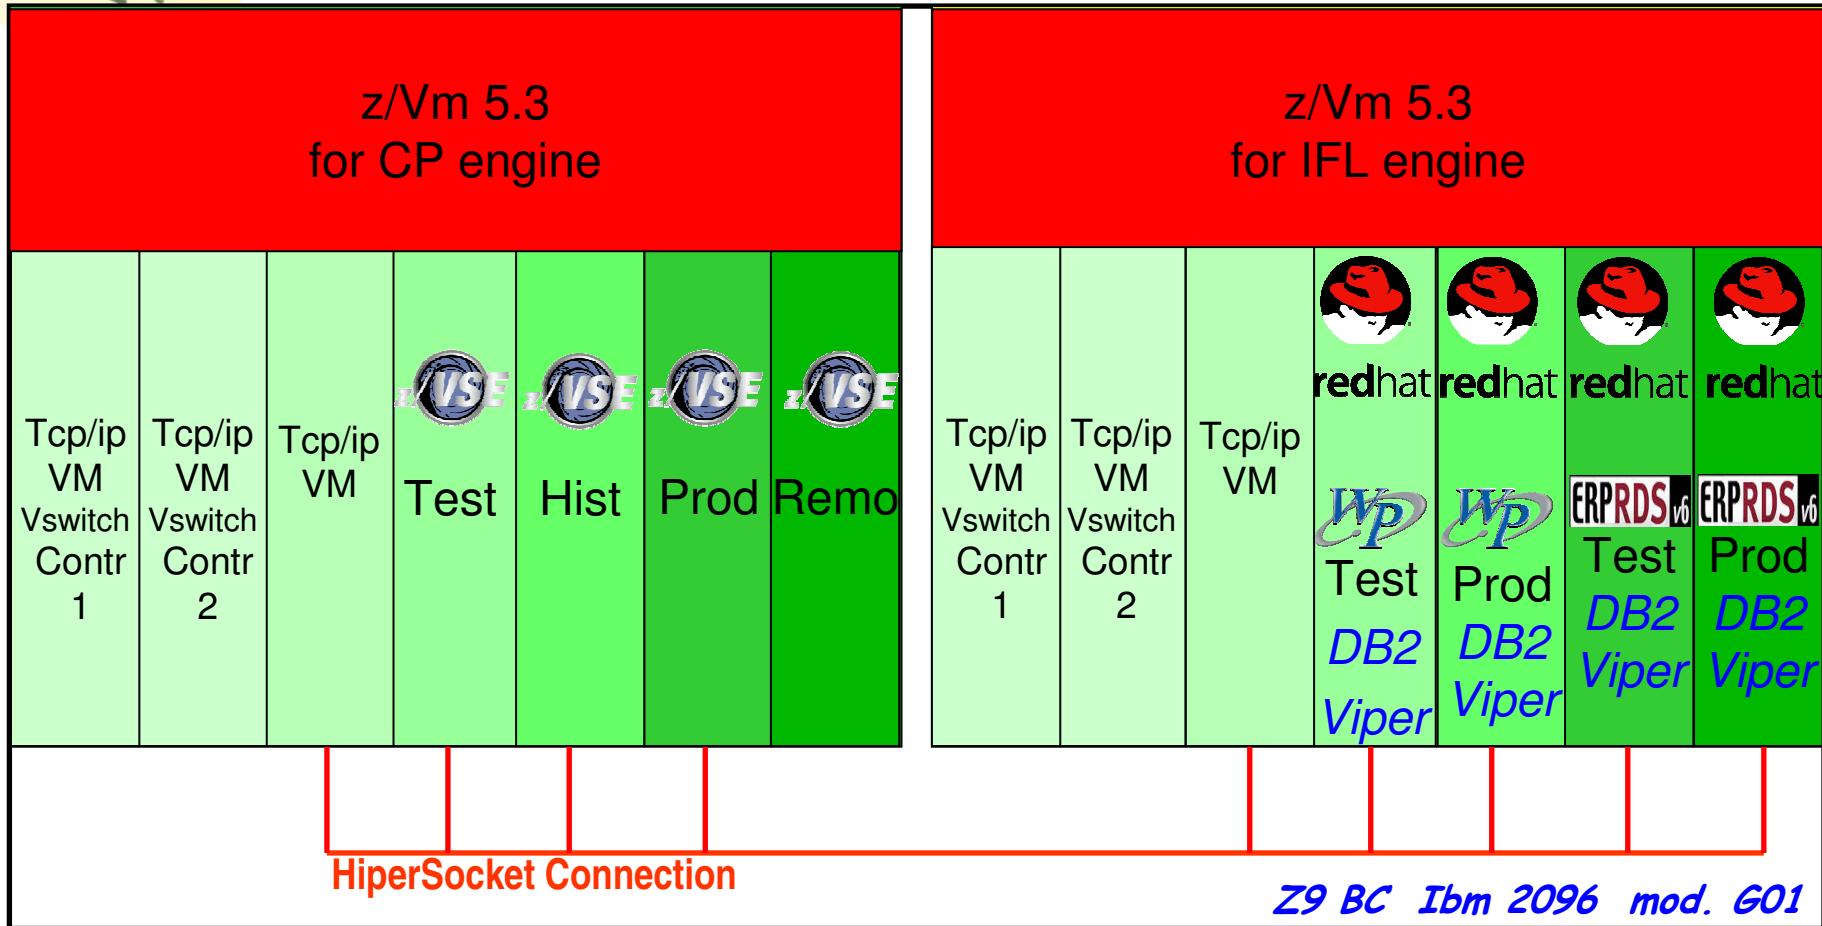 z/Vm 5.3
for CP engine
Tcp/ip
VM
Vswitch
Contr
1
Tcp/ip
VM
Vswitch
Contr
2
Tcp/ip
VM
z/VSE
Test
z/VSE
Hist
z/VSE
Prod
z/VSE
Remo
z/Vm 5.3
for IFL engine
Tcp/ip
VM
Vswitch
Contr
1
Tcp/ip
VM
Vswitch
Contr
2
Tcp/ip
VM
redhat
WP
Test
DB2
Viper
redhat
WP
Prod
DB2
Viper
redhat
ERPRDS v6
Test
DB2
Viper
redhat
ERPRDS v6
Prod
DB2
Viper
HiperSocket Connection
Z9 BC Ibm 2096 mod. G01